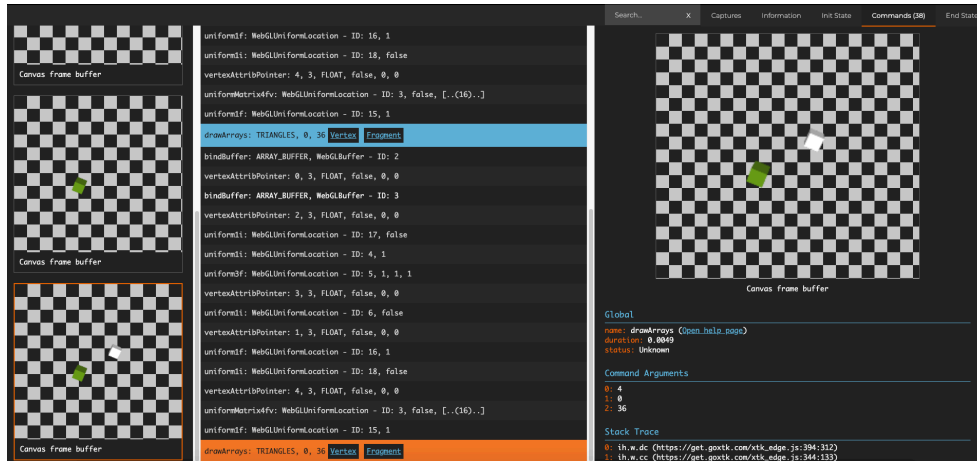 Search...
X
Captures
Information
Init State
Commands (38)
End State
Canvas frame buffer
Canvas frame buffer
Canvas frame buffer
uniform1f: WebGLUniformLocation - ID: 16, 1
uniform1i: WebGLUniformLocation - ID: 18, false
vertexAttribPointer: 4, 3, FLOAT, false, 0, 0
uniformMatrix4fv: WebGLUniformLocation - ID: 3, false, [..(16)..]
uniform1f: WebGLUniformLocation - ID: 15, 1
drawArrays: TRIANGLES, 0, 36 Vertex Fragment
bindBuffer: ARRAY_BUFFER, WebGLBuffer - ID: 2
vertexAttribPointer: 0, 3, FLOAT, false, 0, 0
bindBuffer: ARRAY_BUFFER, WebGLBuffer - ID: 3
vertexAttribPointer: 2, 3, FLOAT, false, 0, 0
uniform1i: WebGLUniformLocation - ID: 17, false
uniform1i: WebGLUniformLocation - ID: 4, 1
uniform3f: WebGLUniformLocation - ID: 5, 1, 1, 1
vertexAttribPointer: 3, 3, FLOAT, false, 0, 0
uniform1i: WebGLUniformLocation - ID: 6, false
vertexAttribPointer: 1, 3, FLOAT, false, 0, 0
uniform1f: WebGLUniformLocation - ID: 16, 1
uniform1i: WebGLUniformLocation - ID: 18, false
vertexAttribPointer: 4, 3, FLOAT, false, 0, 0
uniformMatrix4fv: WebGLUniformLocation - ID: 3, false, [..(16)..]
uniform1f: WebGLUniformLocation - ID: 15, 1
drawArrays: TRIANGLES, 0, 36 Vertex Fragment
Canvas frame buffer
Global
name: drawArrays (Open help page)
duration: 0.0049
status: Unknown
Command Arguments
0: 4
1: 0
2: 36
Stack Trace
0: ih.w.dc (https://get.goxtk.com/xtk_edge.js:394:312)
1: ih.w.cc (https://get.goxtk.com/xtk_edge.js:344:133)